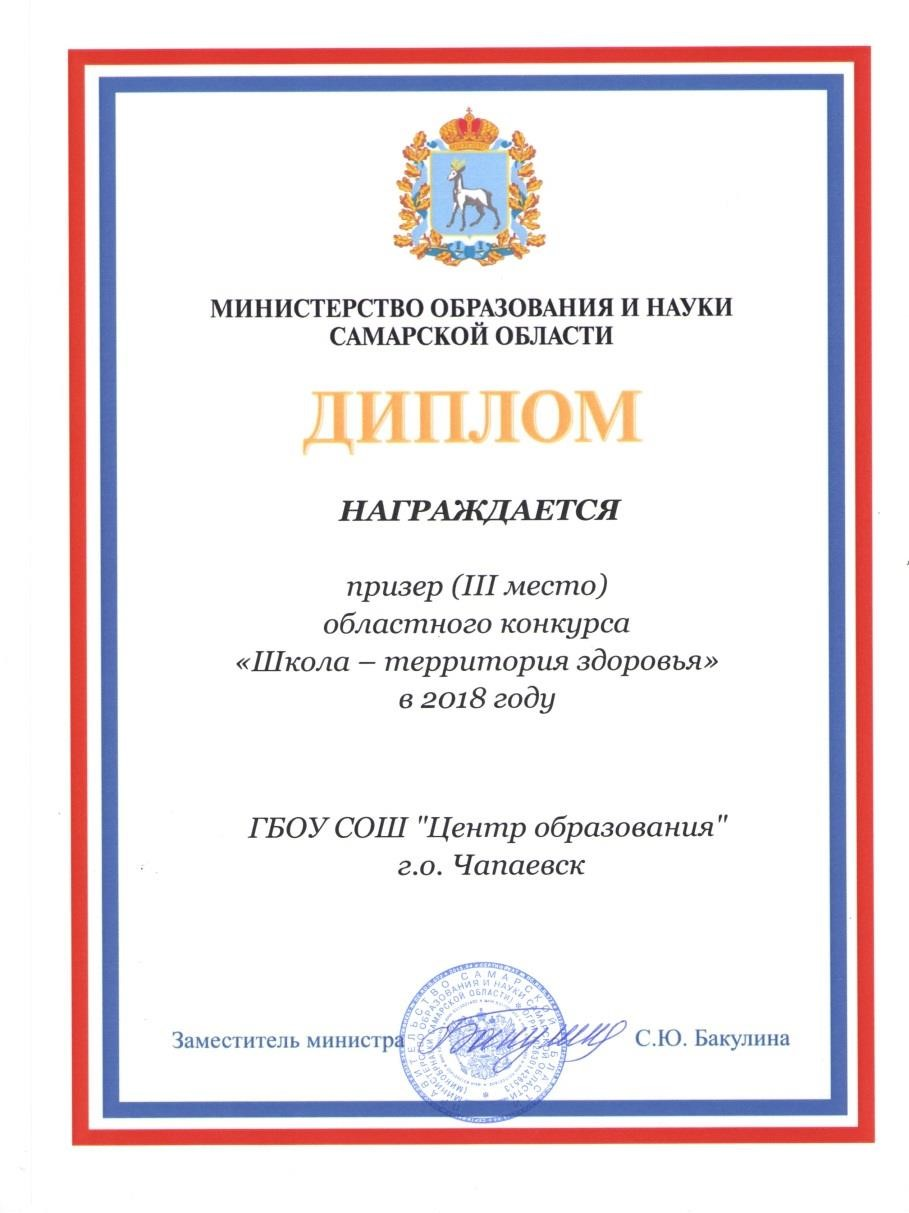 МИНИСТЕРСТВО ОБРАЗОВАНИЯ И НАУКИ
САМАРСКОЙ ОБЛАСТИ
ДИПЛОМ
НАГРАЖДАЕТСЯ
призер (III место)
областного конкурса
«Школа – территория здоровья»
в 2018 году
ГБОУ СОШ "Центр образования"
г.о. Чапаевск
Заместитель министра
С.Ю. Бакулина